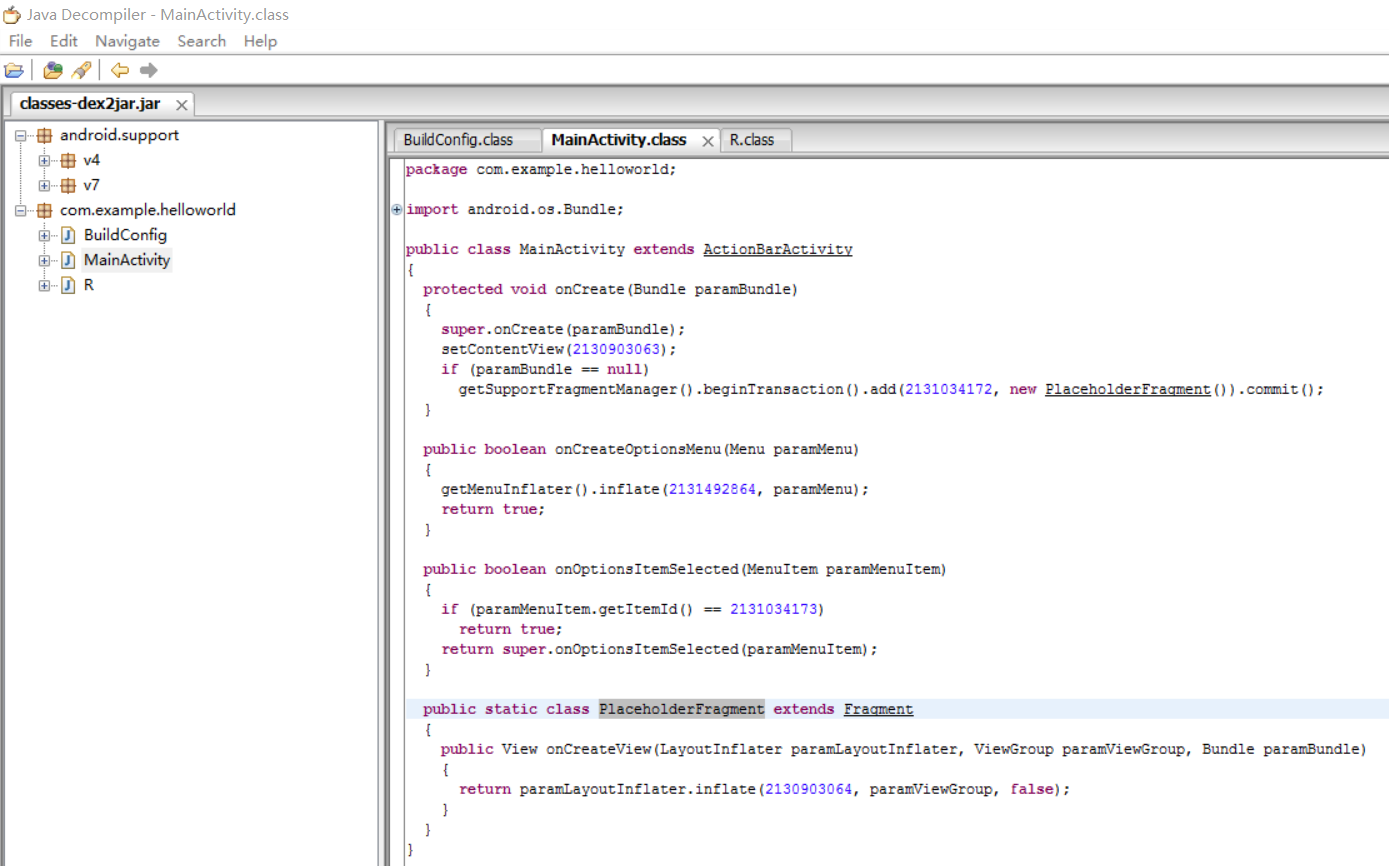 Java Decompiler - MainActivity.class
File Edit Navigate Search Help
classes-dex2jar.jar
android.support
v4
v7
com.example.helloworld
BuildConfig
MainActivity
R
BuildConfig.class MainActivity.class R.class
package com.example.helloworld;
import android.os.Bundle;
public class MainActivity extends ActionBarActivity
{
protected void onCreate(Bundle paramBundle)
{
super.onCreate(paramBundle);
setContentView(2130903063);
if (paramBundle == null)
getSupportFragmentManager().beginTransaction().add(2131034172, new PlaceholderFragment()).commit();
}
public boolean onCreateOptionsMenu(Menu paramMenu)
{
getMenuInflater().inflate(2131492864, paramMenu);
return true;
}
public boolean onOptionsItemSelected(MenuItem paramMenuItem)
{
if (paramMenuItem.getItemId() == 2131034173)
return true;
return super.onOptionsItemSelected(paramMenuItem);
}
public static class PlaceholderFragment extends Fragment
{
public View onCreateView(LayoutInflater paramLayoutInflater, ViewGroup paramViewGroup, Bundle paramBundle)
{
return paramLayoutInflater.inflate(2130903064, paramViewGroup, false);
}
}
}